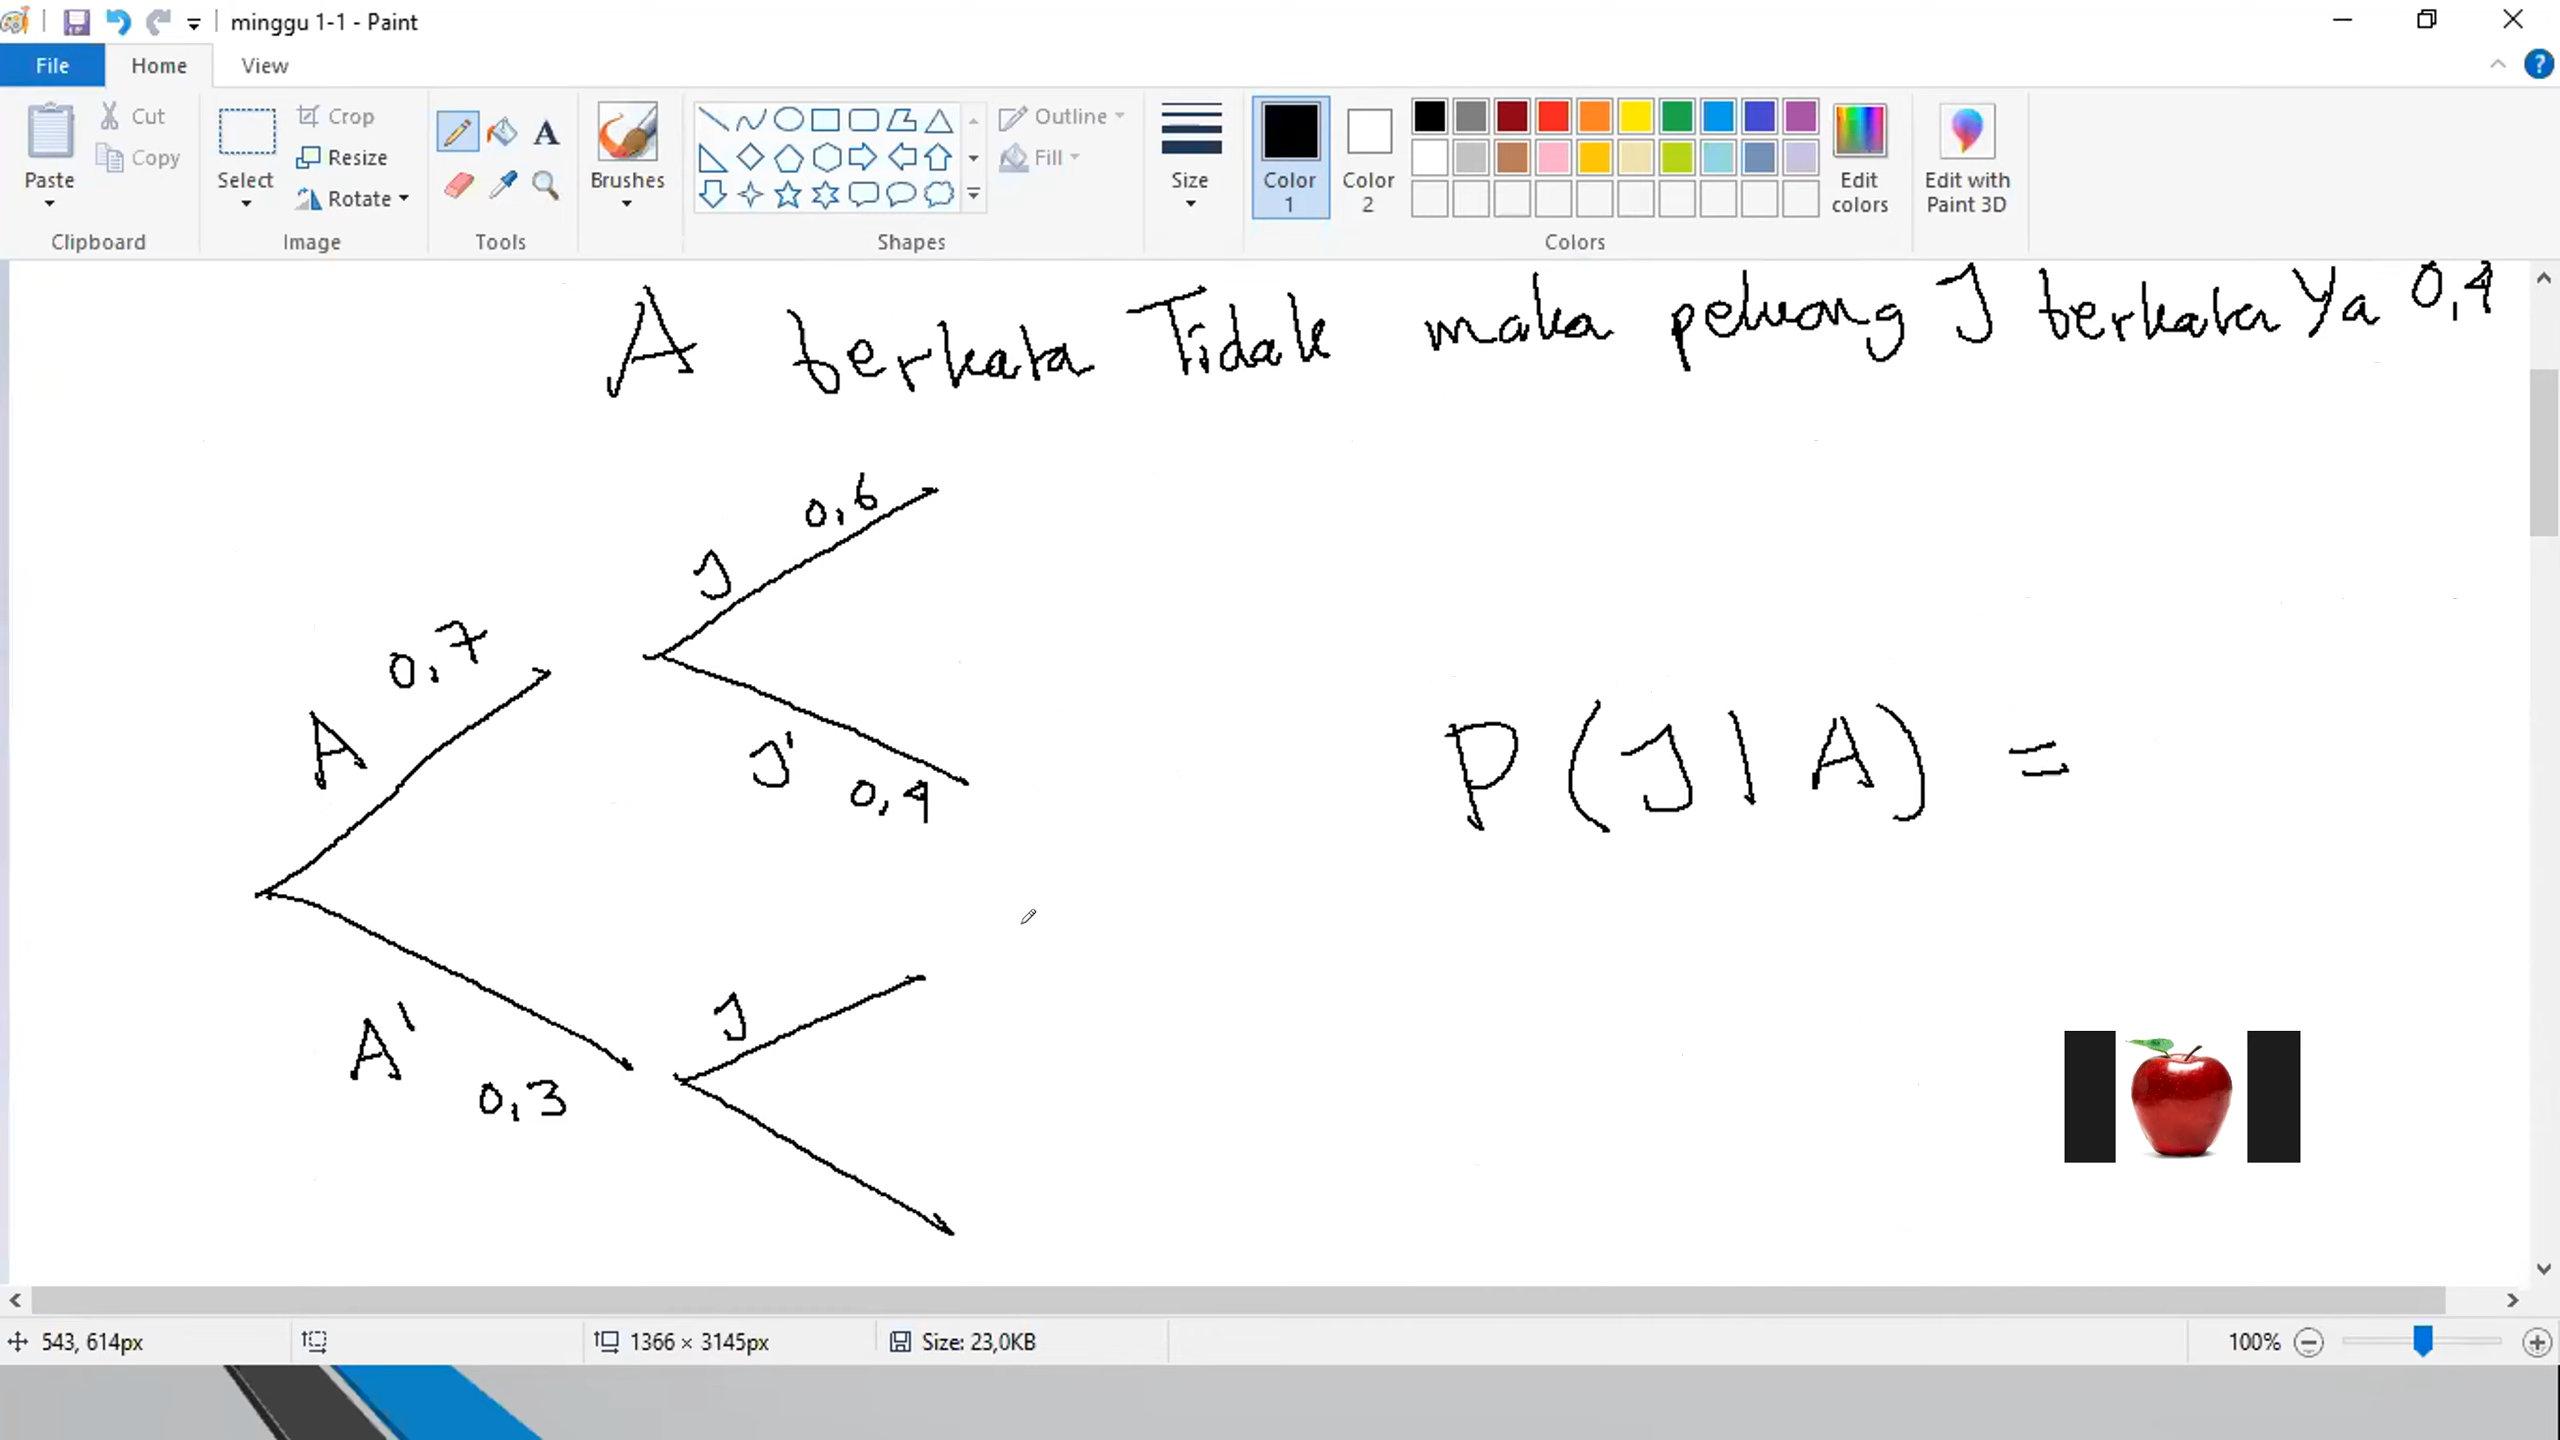 minggu 1-1 - Paint
File Home View
Paste
Cut
Copy
Clipboard
Select
Crop
Resize
Rotate
Image
Tools
Brushes
Shapes
Outline
Fill
Size
Color 1
Color 2
Edit colors
Colors
Edit with Paint 3D
A berkata Tidak maka peluang J berkata Ya 0,4
J 0,6
A 0,7
J' 0,4
P(J|A) =
A' 0,3
J
543, 614px
1366 × 3145px
Size: 23,0KB
100%